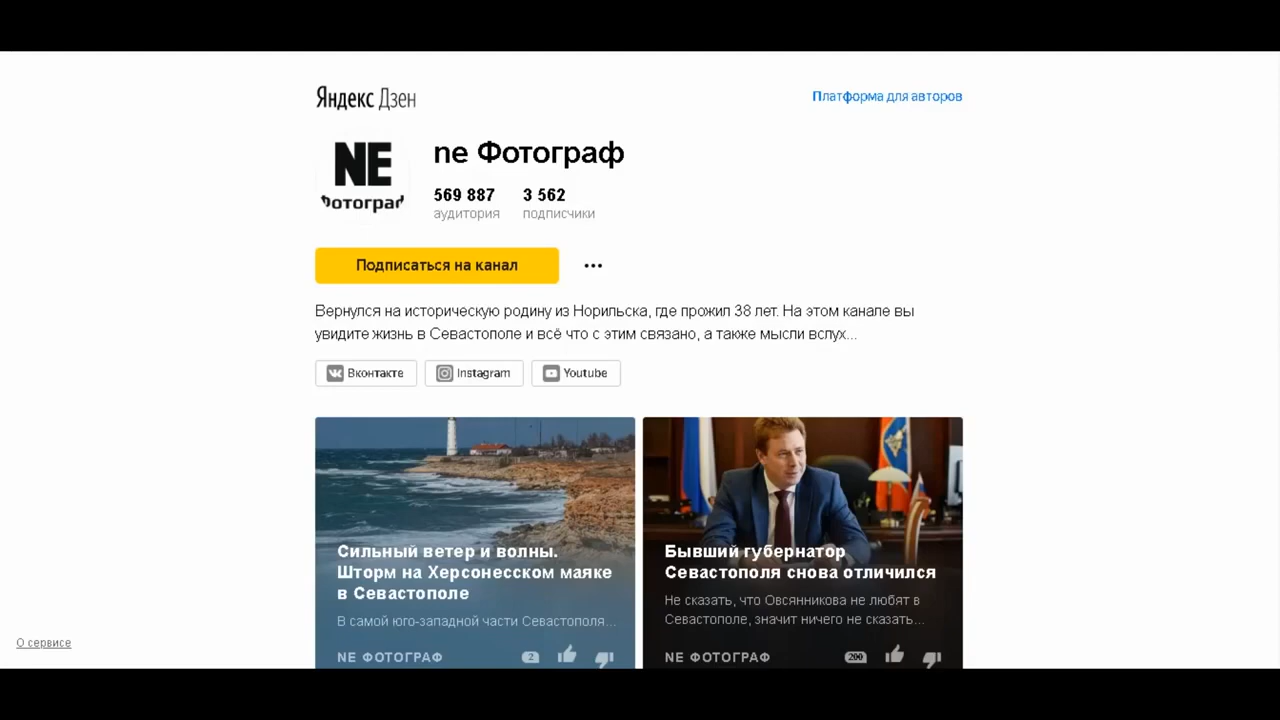 Яндекс Дзен
Платформа для авторов
NE
Фотограф
ne Фотограф
569 887
3 562
аудитория
подписчики
Подписаться на канал
Вернулся на историческую родину из Норильска, где прожил 38 лет. На этом канале вы
увидите жизнь в Севастополе и всё что с этим связано, а также мысли вслух...
Вконтакте
Instagram
Youtube
Сильный ветер и волны.
Шторм на Херсонесском маяке
в Севастополе
В самой юго-западной части Севастополя...
NE ФОТОГРАФ
2
Бывший губернатор
Севастополя снова отличился
Не сказать, что Овсянникова не любят в
Севастополе, значит ничего не сказать...
NE ФОТОГРАФ
200
О сервисе